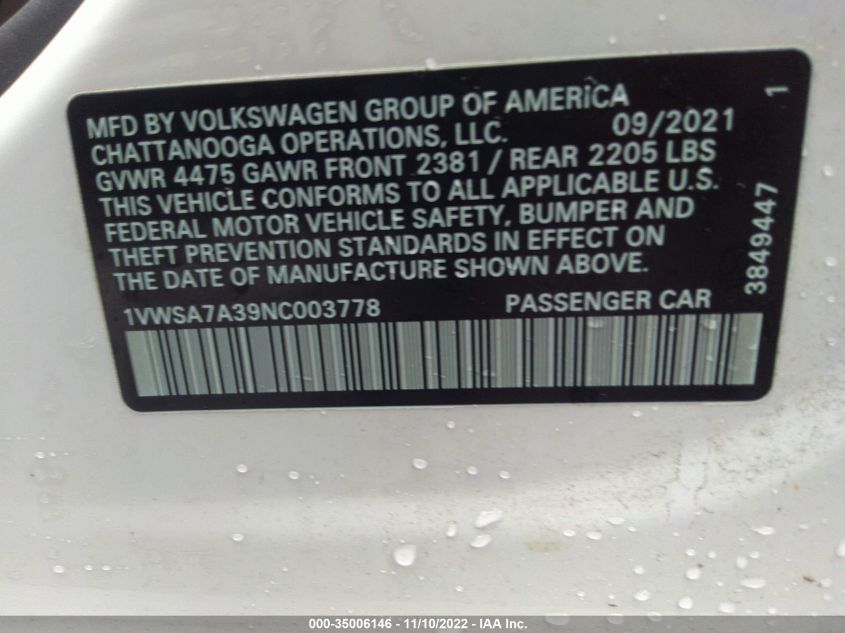 MFD BY VOLKSWAGEN GROUP OF AMERICA
CHATTANOOGA OPERATIONS, LLC. 09/2021
GVWR 4475 GAWR FRONT 2381 / REAR 2205 LBS
THIS VEHICLE CONFORMS TO ALL APPLICABLE U.S.
FEDERAL MOTOR VEHICLE SAFETY, BUMPER AND
THEFT PREVENTION STANDARDS IN EFFECT ON
THE DATE OF MANUFACTURE SHOWN ABOVE.
1VWSA7A39NC003778 PASSENGER CAR
3849447 1
000-35006146 - 11/10/2022 - IAA Inc.